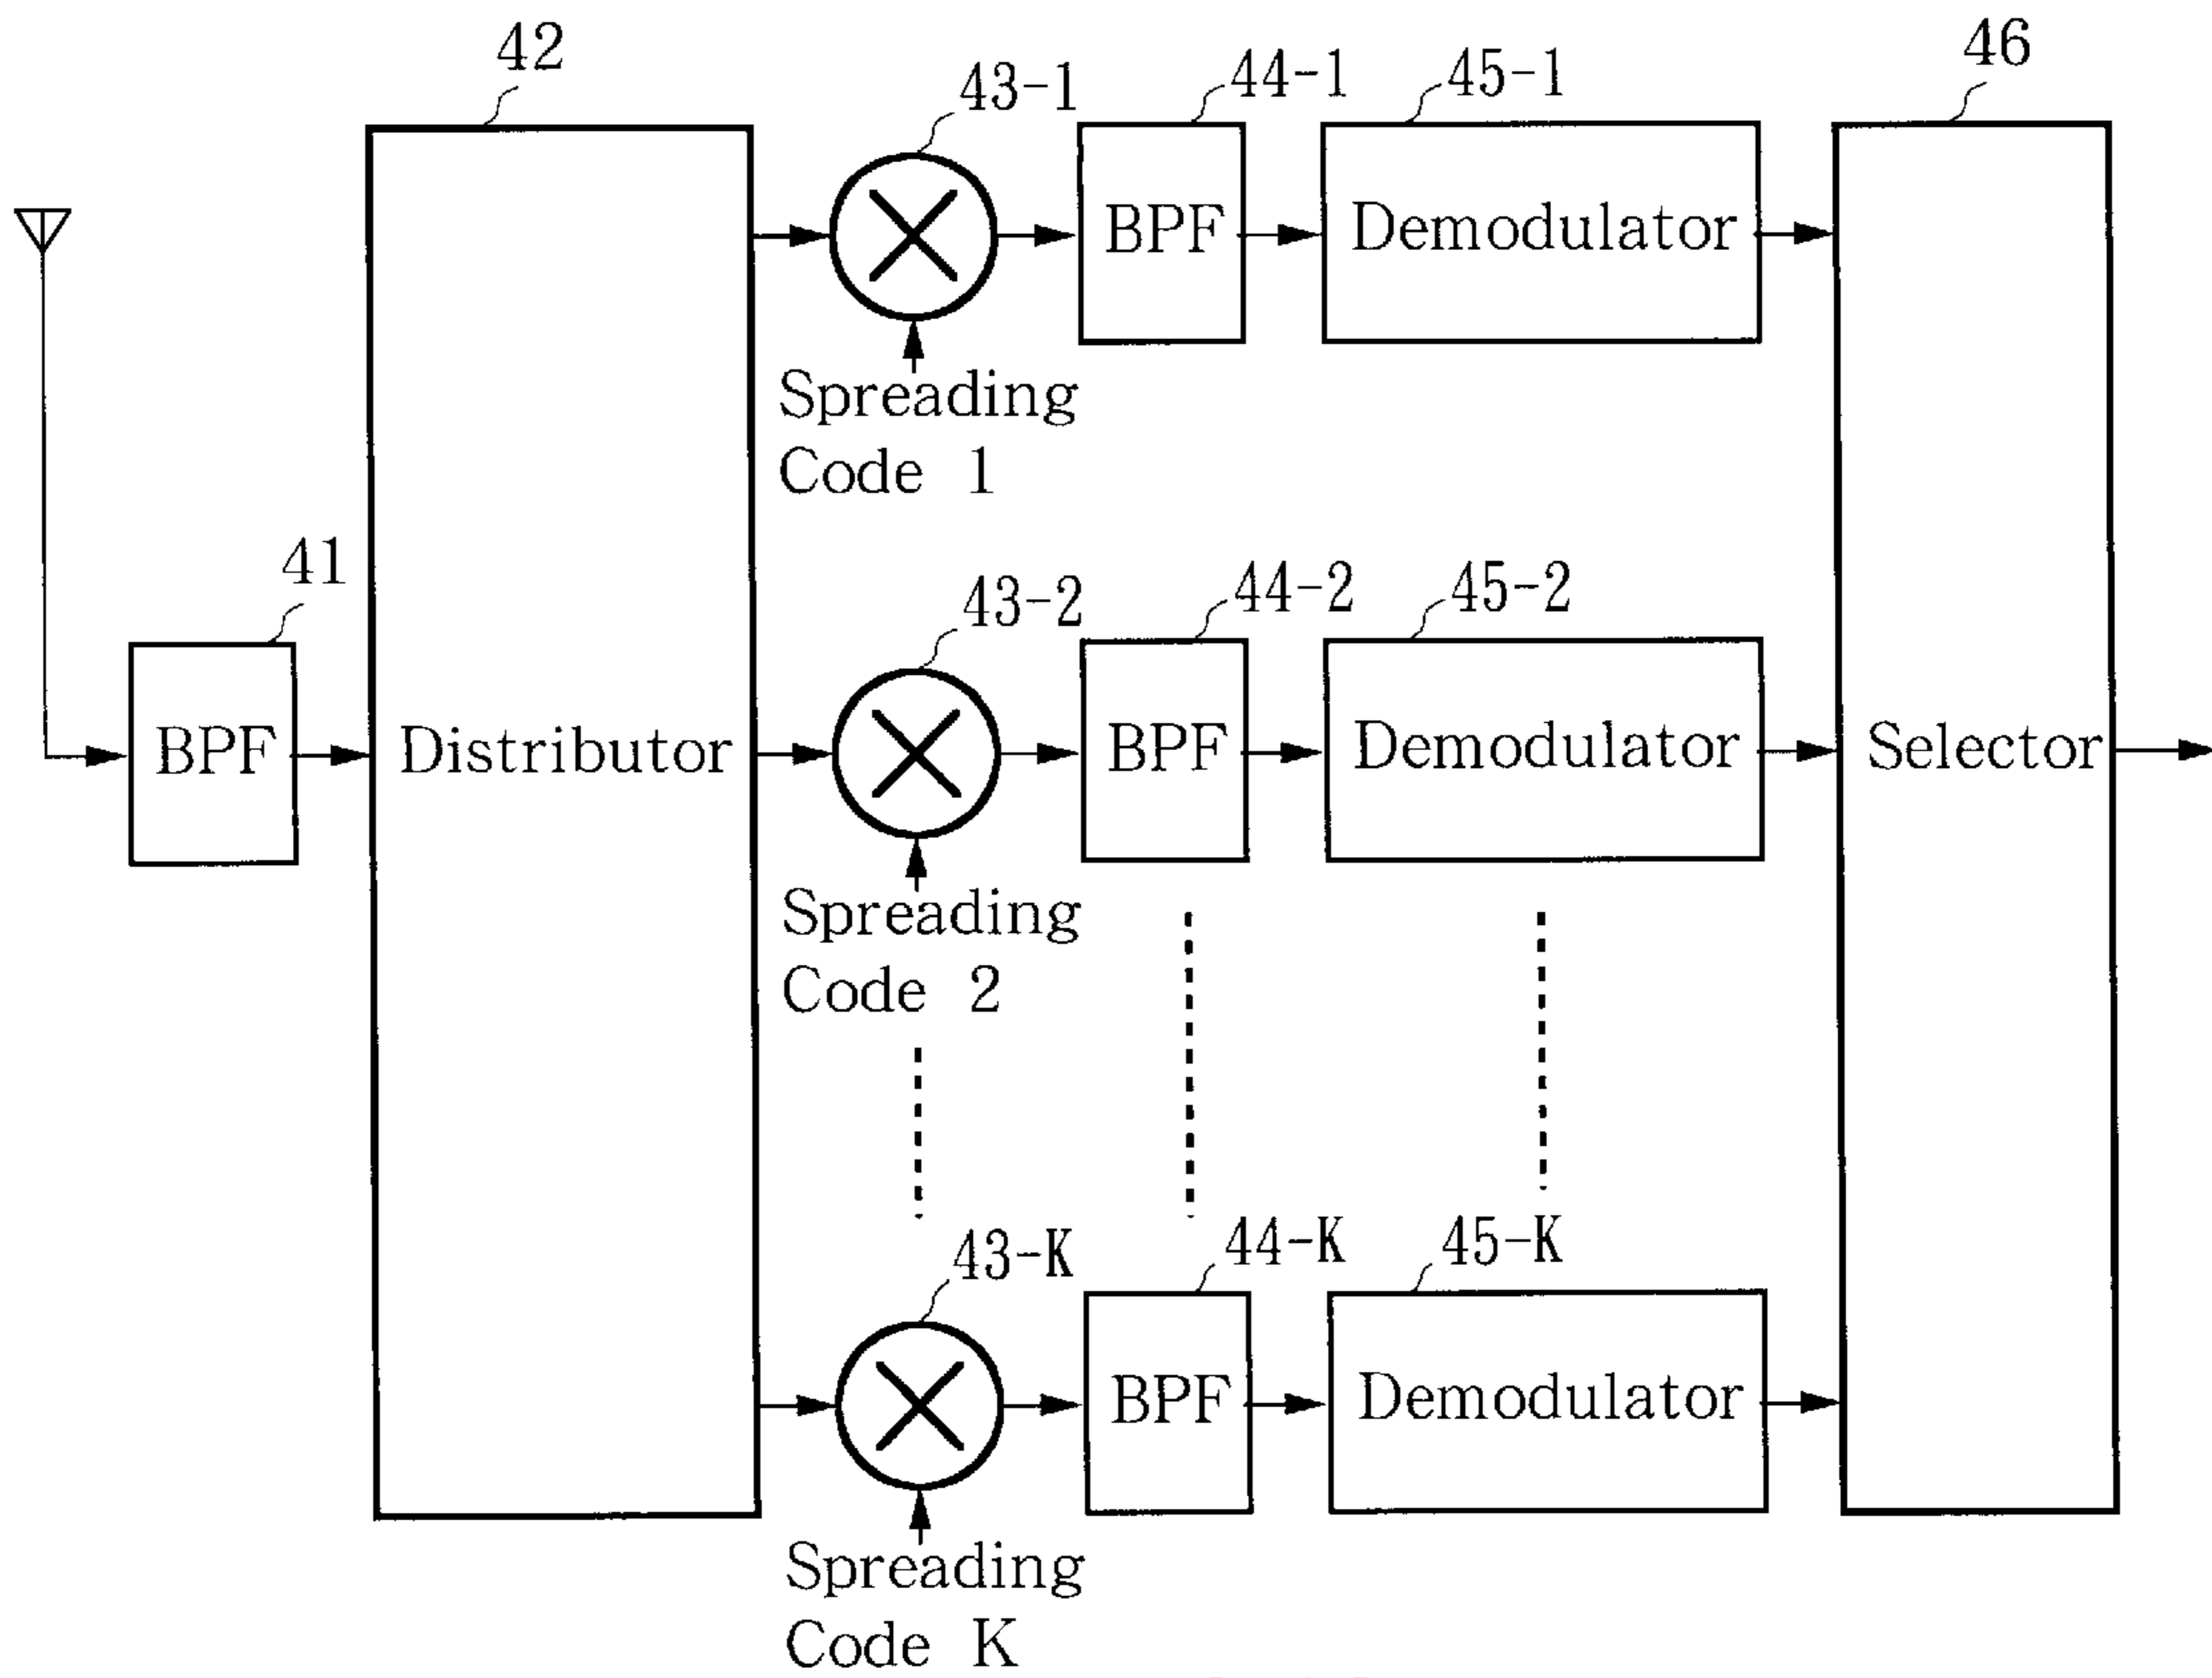 42
43-1
44-1
45-1
46
BPF
Demodulator
Spreading
Code 1
41
43-2
44-2
45-2
BPF
Distributor
BPF
Demodulator
Selector
Spreading
Code 2
43-K
44-K
45-K
BPF
Demodulator
Spreading
Code K